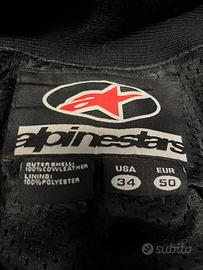 alpinestars
OUTER SHELL:
100%COWLEATHER
LINING:
100%POLYESTER
USA EUR
34 50
subito